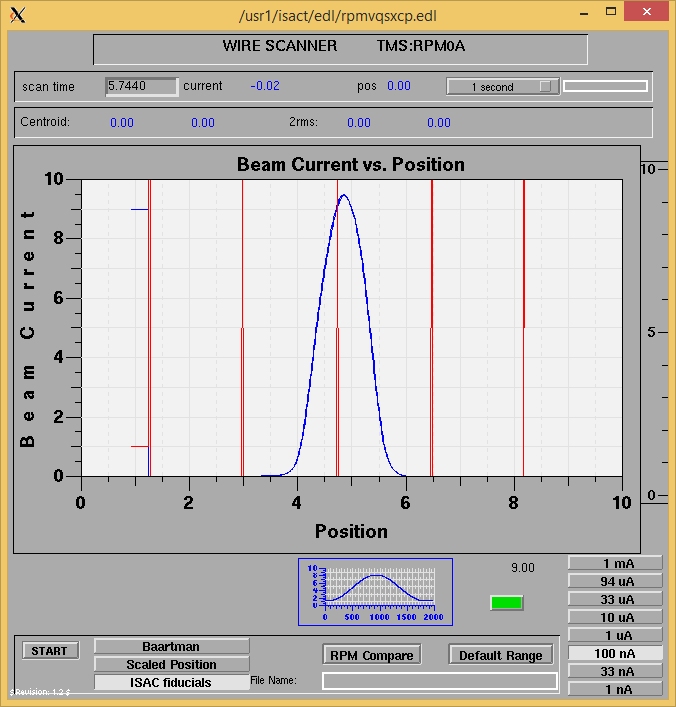 /usr1/isact/edl/rpmvqsxcp.edl
WIRE SCANNER TMS:RPM0A
scan time 5.7440 current -0.02 pos 0.00 1 second
Centroid: 0.00 0.00 2rms: 0.00 0.00
Beam Current vs. Position
10
8
6
4
2
0
Beam Current
0 2 4 6 8 10
Position
10
5
0
10
8
6
4
2
0
0 500 1000 1500 2000
9.00
1 mA
94 uA
33 uA
10 uA
1 uA
100 nA
33 nA
1 nA
START
Baartman
Scaled Position
ISAC fiducials
RPM Compare
Default Range
File Name:
$Revision: 1.2 $